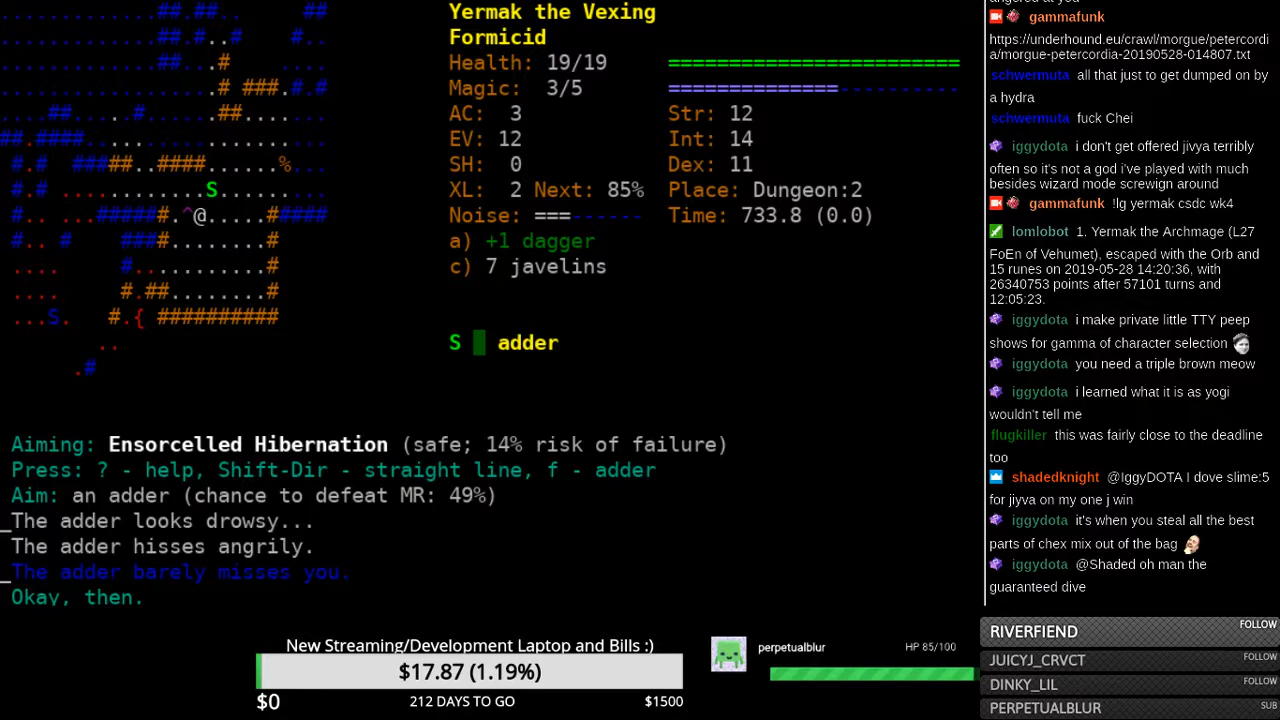 Yermak the Vexing
Formicid
Health: 19/19
Magic: 3/5
AC: 3
Str: 12
EV: 12
Int: 14
SH: 0
Dex: 11
XL: 2 Next: 85%
Place: Dungeon:2
Noise: ===------
Time: 733.8 (0.0)
a) +1 dagger
c) 7 javelins
S adder
Aiming: Ensorcelled Hibernation (safe; 14% risk of failure)
Press: ? - help, Shift-Dir - straight line, f - adder
Aim: an adder (chance to defeat MR: 49%)
_The adder looks drowsy...
The adder hisses angrily.
_The adder barely misses you.
Okay, then.
New Streaming/Development Laptop and Bills :)
$17.87 (1.19%)
$0
212 DAYS TO GO
$1500
perpetualblur
HP 85/100
gammafunk
https://underhound.eu/crawl/morgue/petercordi
a/morgue-petercordia-20190528-014807.txt
schwermuta all that just to get dumped on by
a hydra
schwermuta fuck Chei
iggydota i don't get offered jivya terribly
often so it's not a god i've played with much
besides wizard mode screwign around
gammafunk !lg yermak csdc wk4
lomlobot 1. Yermak the Archmage (L27
FoEn of Vehumet), escaped with the Orb and
15 runes on 2019-05-28 14:20:36, with
26340753 points after 57101 turns and
12:05:23.
iggydota i make private little TTY peep
shows for gamma of character selection
iggydota you need a triple brown meow
iggydota i learned what it is as yogi
wouldn't tell me
flugkiller this was fairly close to the deadline
too
shadedknight @IggyDOTA I dove slime:5
for jiyva on my one j win
iggydota it's when you steal all the best
parts of chex mix out of the bag
iggydota @Shaded oh man the
guaranteed dive
RIVERFIEND
FOLLOW
JUICYJ_CRVCT
FOLLOW
DINKY_LIL
FOLLOW
PERPETUALBLUR
SUB